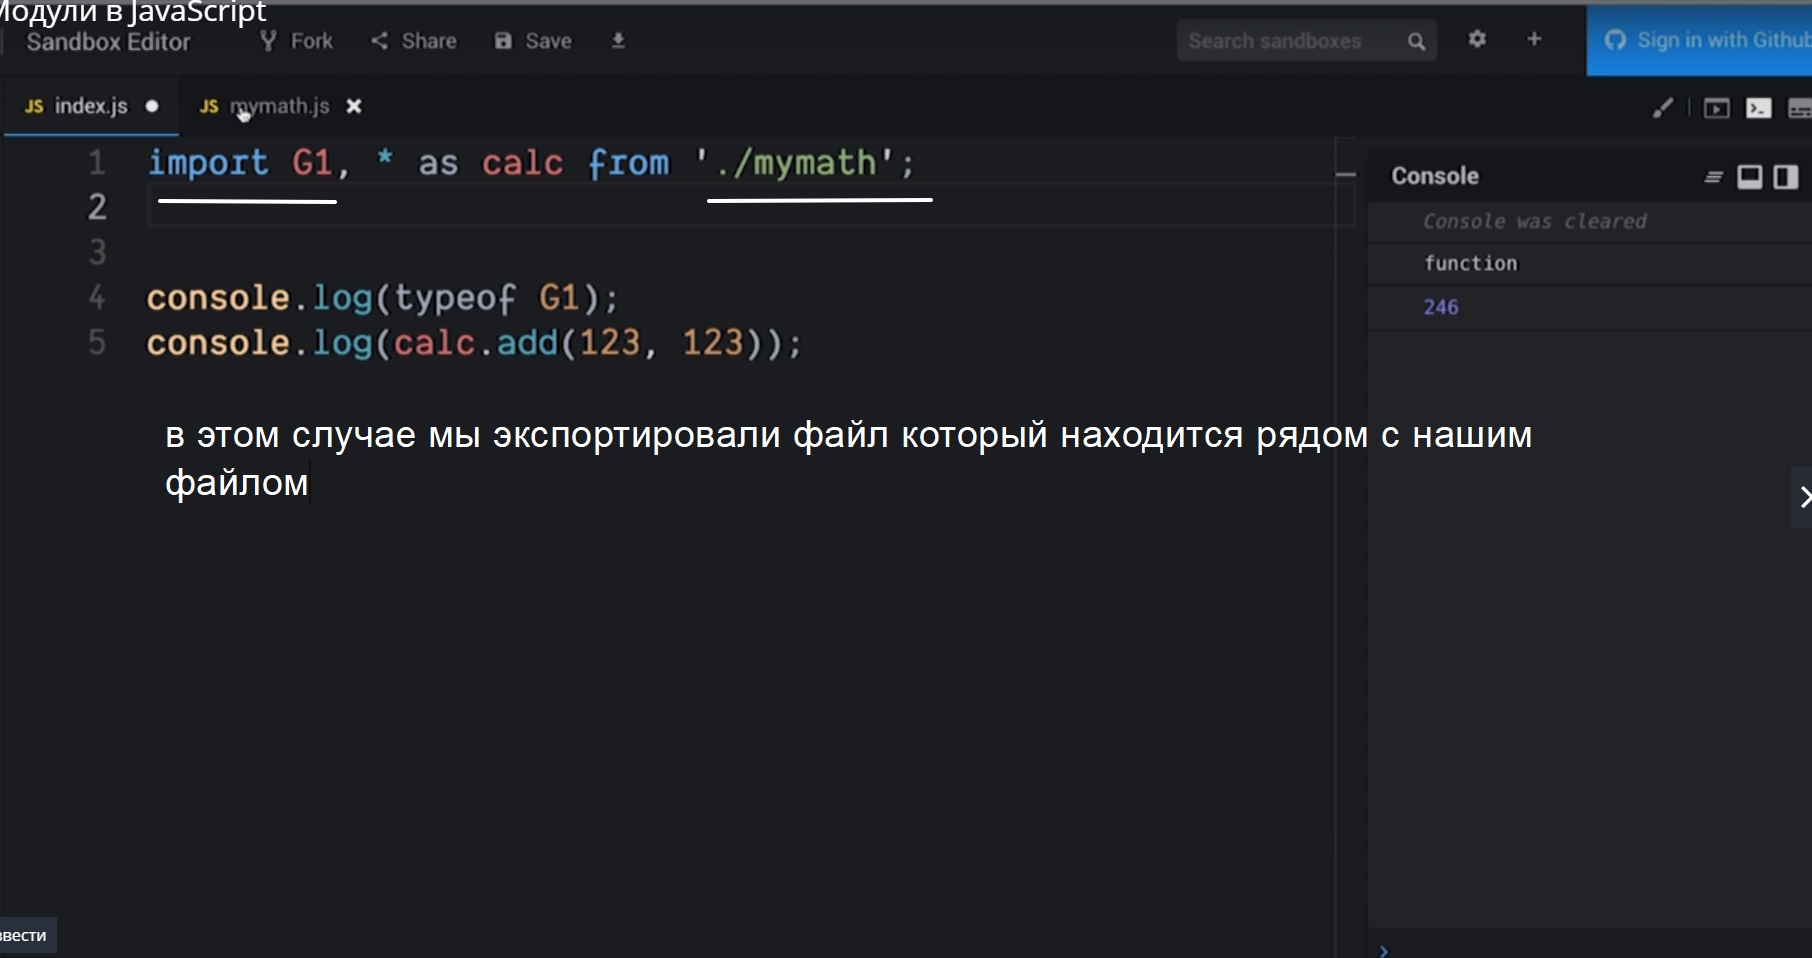 Модули в JavaScript
Sandbox Editor Fork Share Save Search sandboxes Sign in with Github
JS index.js JS mymath.js
1 import G1, * as calc from './mymath';
2
3
4 console.log(typeof G1);
5 console.log(calc.add(123, 123));
Console
Console was cleared
function
246
в этом случае мы экспортировали файл который находится рядом с нашим
файлом